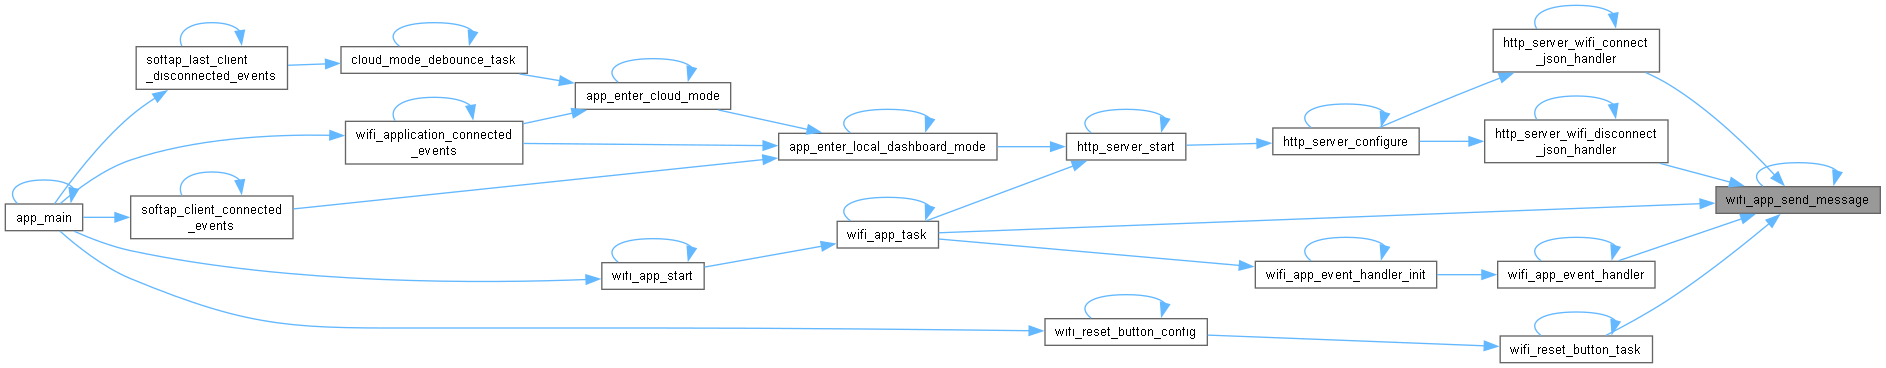 http_server_wifi_connect
_json_handler
softap_last_client
_disconnected_events
cloud_mode_debounce_task
app_enter_cloud_mode
wifi_application_connected
_events
app_enter_local_dashboard_mode
http_server_start
http_server_configure
http_server_wifi_disconnect
_json_handler
app_main
softap_client_connected
_events
wifi_app_send_message
wifi_app_task
wifi_app_start
wifi_app_event_handler_init
wifi_app_event_handler
wifi_reset_button_config
wifi_reset_button_task